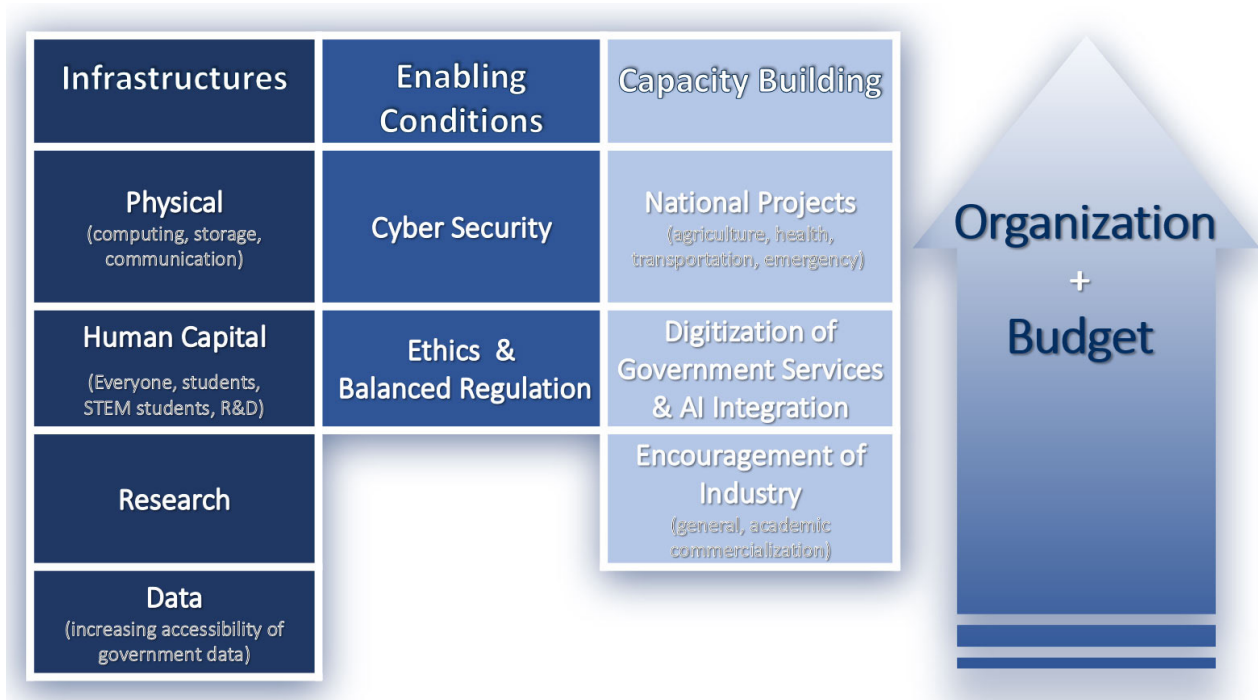 Infrastructures
Physical
(computing, storage,
communication)
Human Capital
(Everyone, students,
STEM students, R&D)
Research
Data
(increasing accessibility of
government data)
Enabling
Conditions
Cyber Security
Ethics &
Balanced Regulation
Capacity Building
National Projects
(agriculture, health,
transportation, emergency)
Digitization of
Government Services
& AI Integration
Encouragement of
Industry
(general, academic
commercialization)
Organization
+
Budget